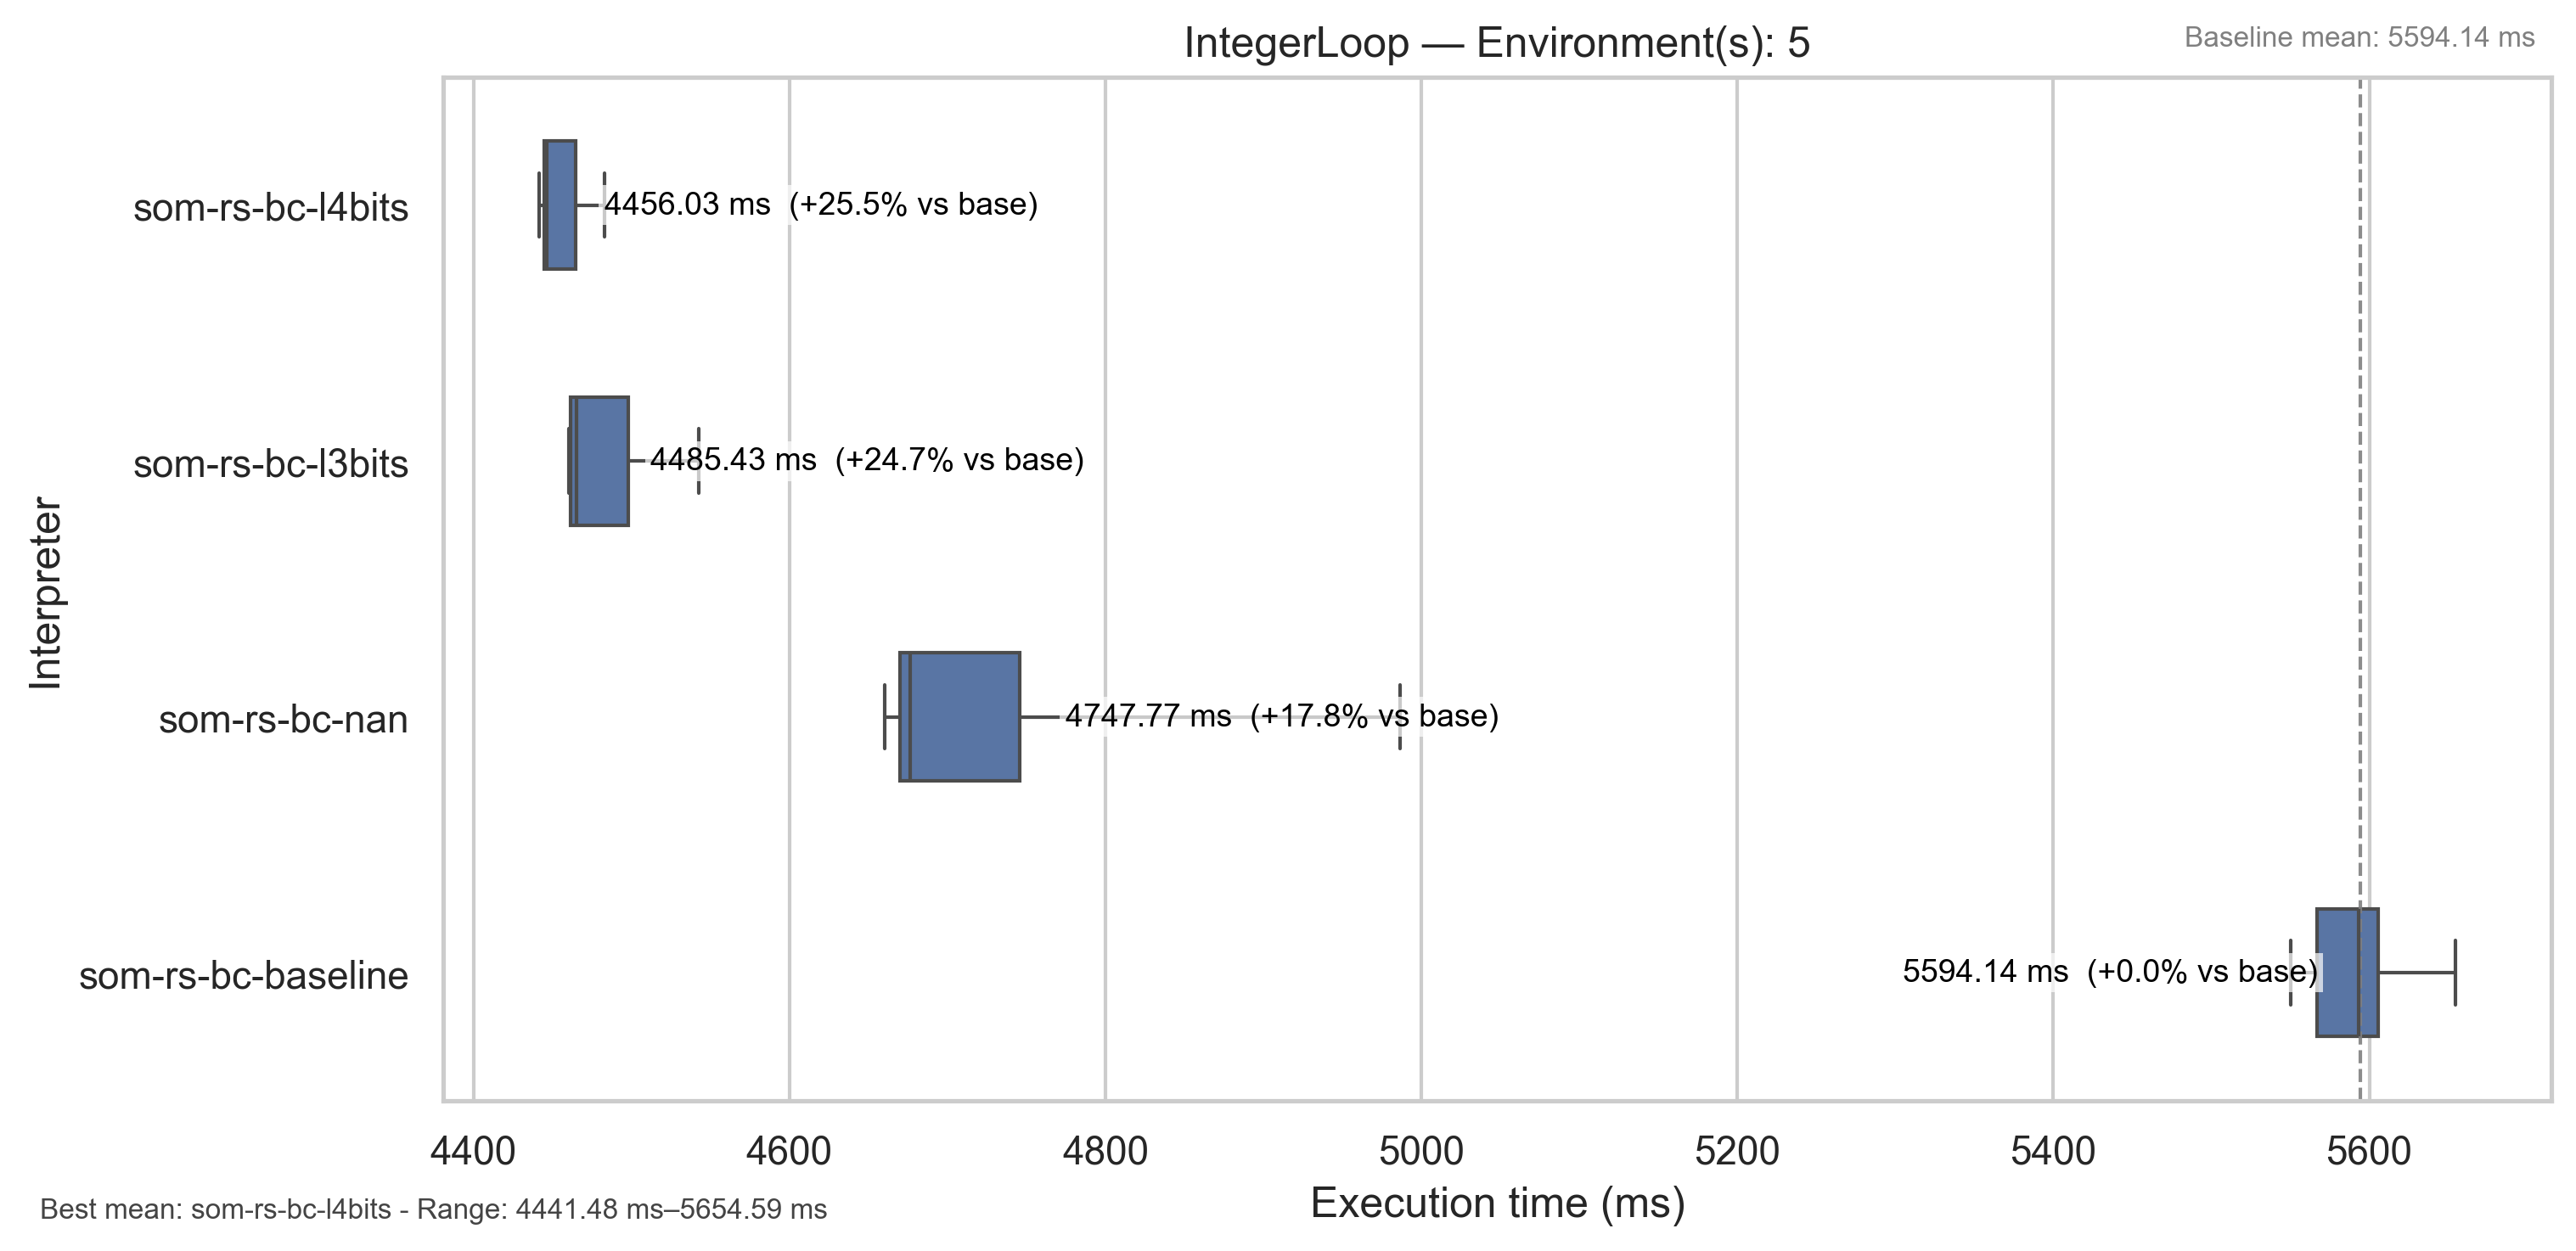 IntegerLoop — Environment(s): 5
Baseline mean: 5594.14 ms
Interpreter
som-rs-bc-l4bits
4456.03 ms (+25.5% vs base)
som-rs-bc-l3bits
4485.43 ms (+24.7% vs base)
som-rs-bc-nan
4747.77 ms (+17.8% vs base)
som-rs-bc-baseline
5594.14 ms (+0.0% vs base)
4400 4600 4800 5000 5200 5400 5600
Execution time (ms)
Best mean: som-rs-bc-l4bits - Range: 4441.48 ms–5654.59 ms